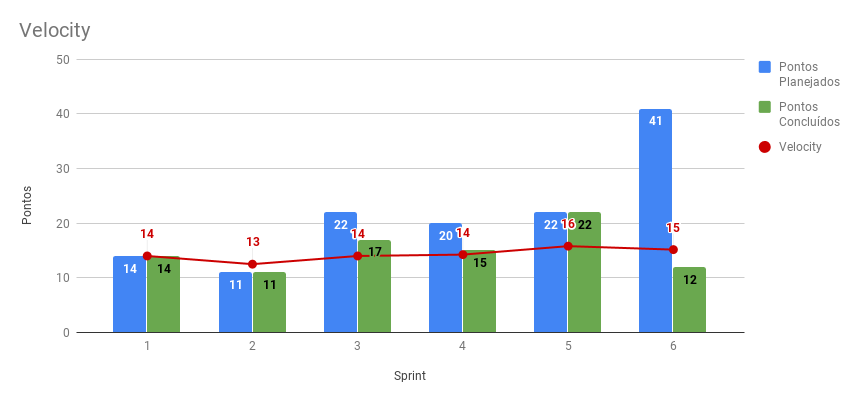 Velocity
50
40
30
20
10
0
Pontos
14 13 14 14 16 15
14 14 11 11 22 17 20 15 22 22 41 12
1 2 3 4 5 6
Sprint
Pontos
Planejados
Pontos
Concluídos
Velocity